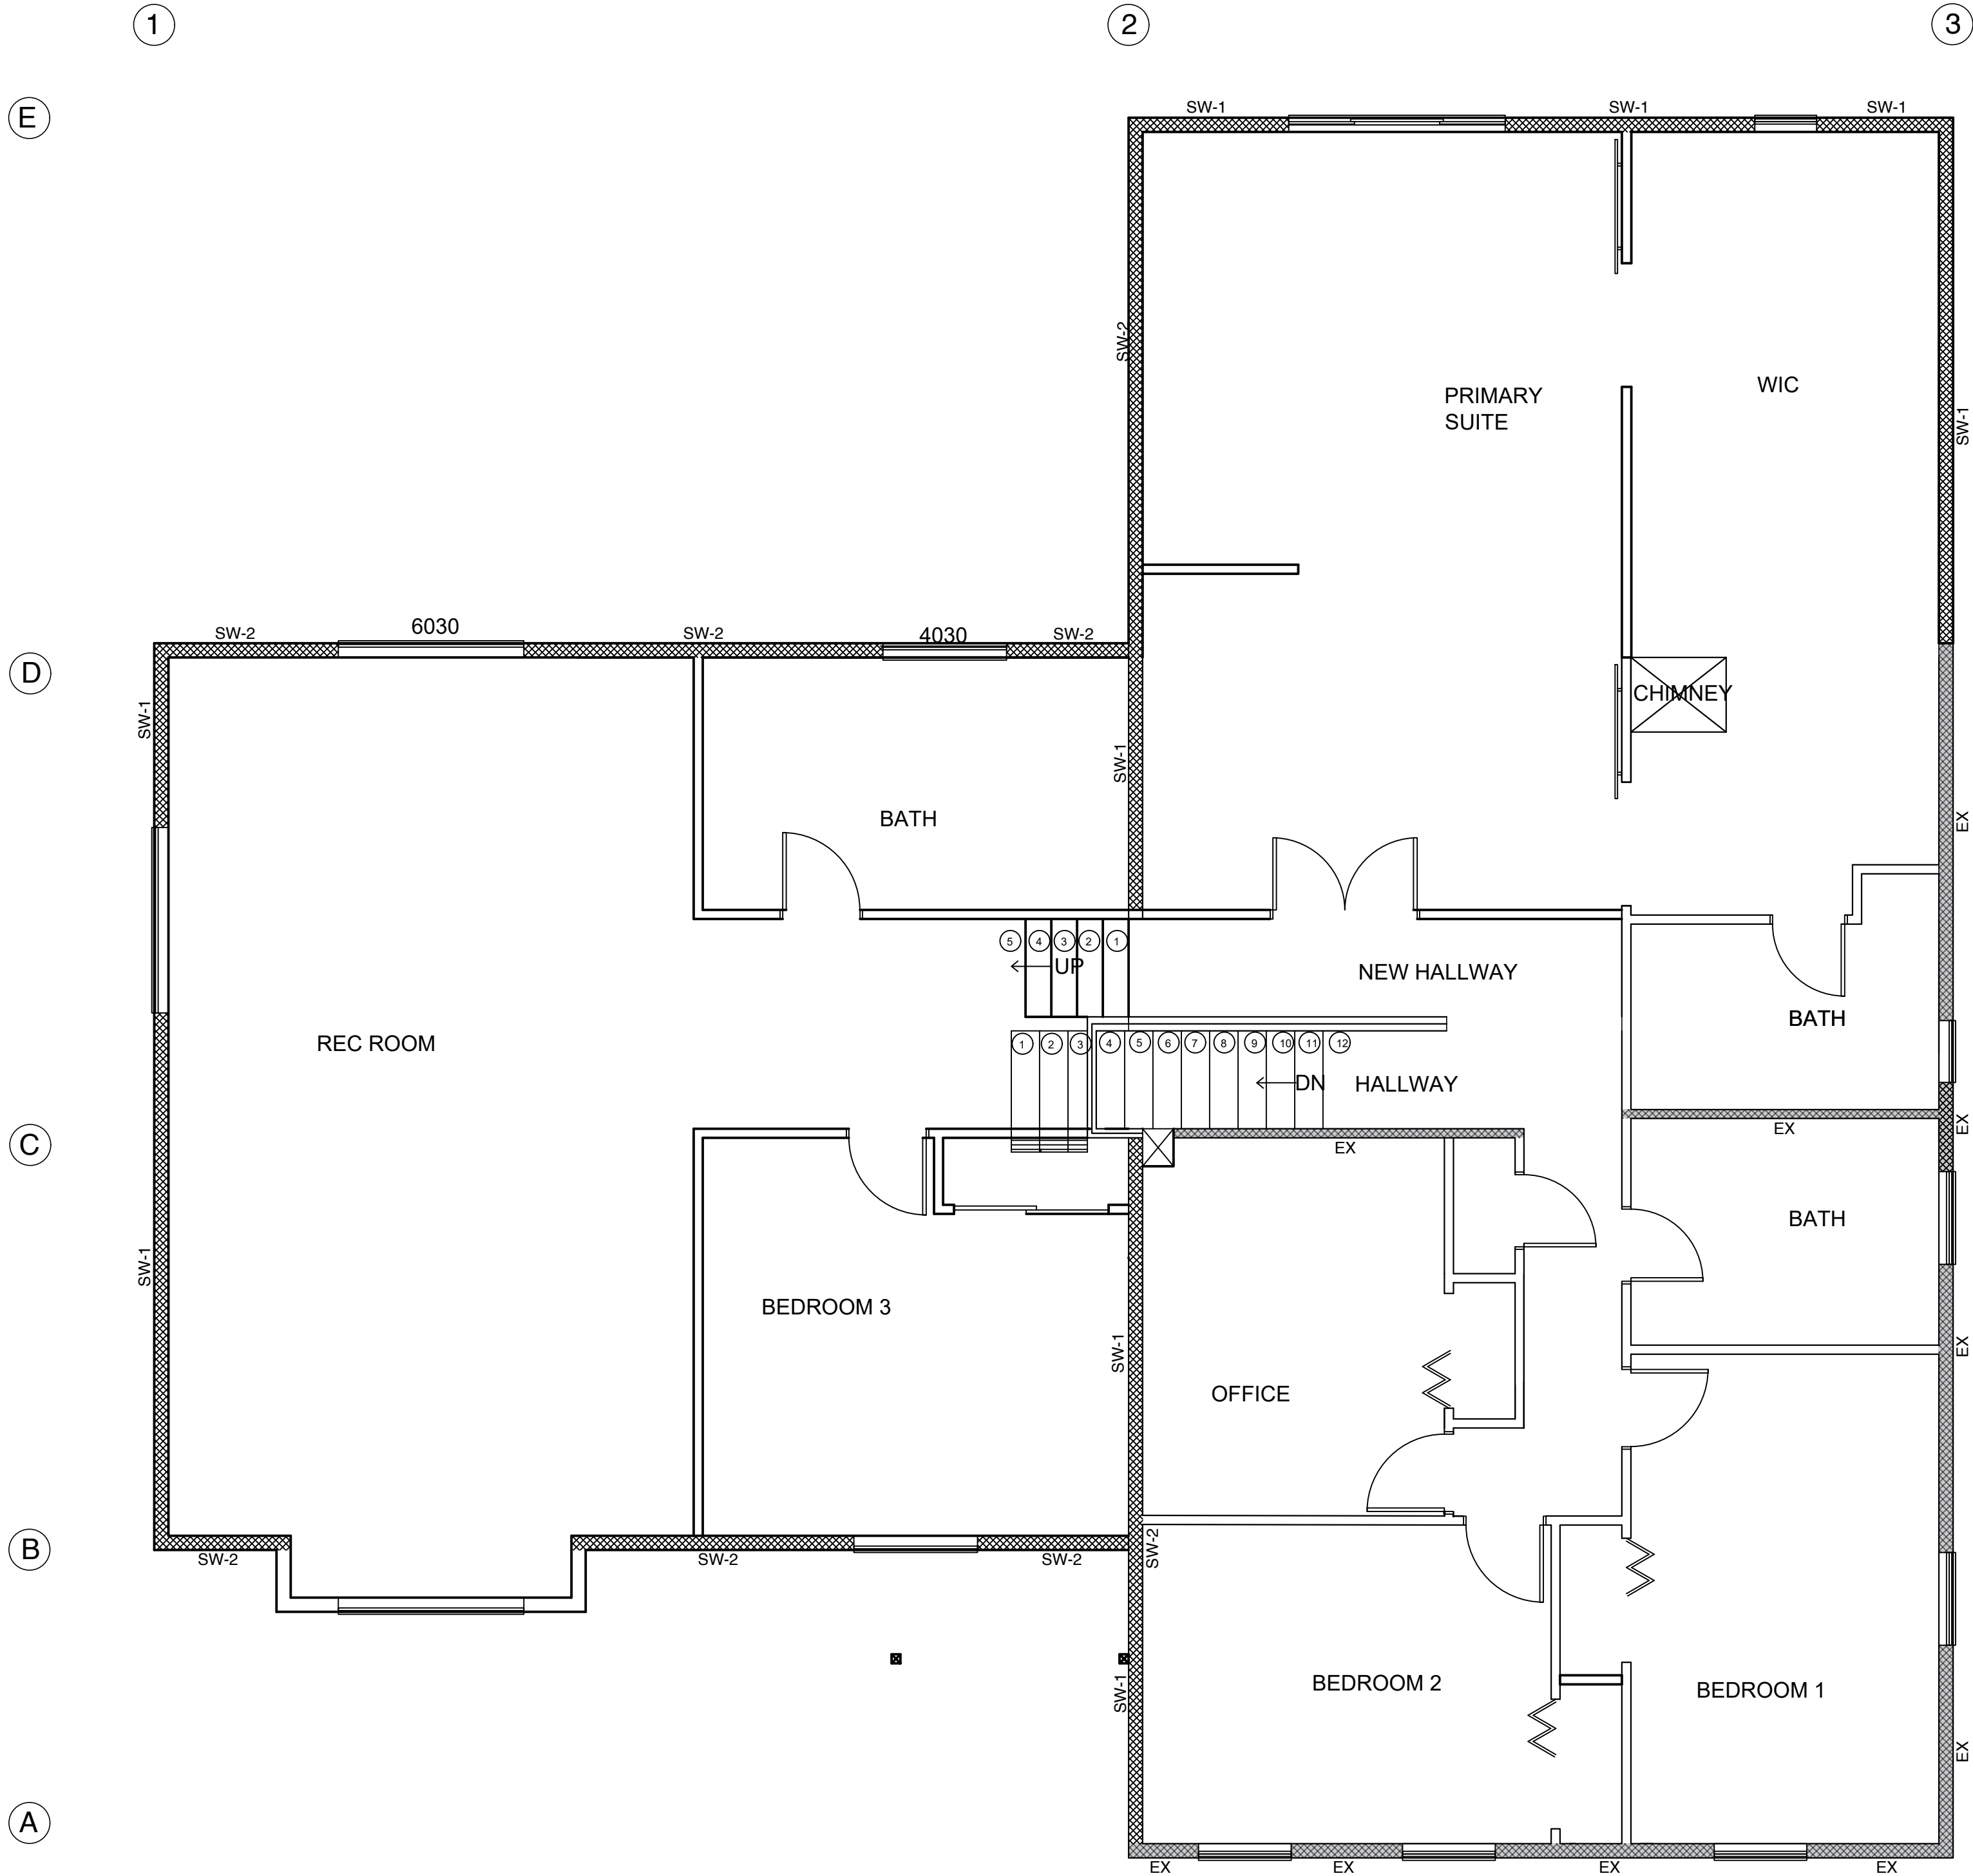 1 2 3
E
SW-1 SW-1 SW-1
SW-2
PRIMARY
SUITE
WIC
SW-1
SW-2 6030 SW-2 4030 SW-2
D
SW-1
CHIMNEY
SW-1
BATH
EX
5 4 3 2 1
UP
NEW HALLWAY
BATH
REC ROOM
1 2 3 4 5 6 7 8 9 10 11 12
DN HALLWAY
C
EX
EX
EX
BATH
SW-1
BEDROOM 3
SW-1
EX
OFFICE
B
SW-2 SW-2 SW-2
SW-2
BEDROOM 2
BEDROOM 1
SW-1
EX
A
EX EX EX EX